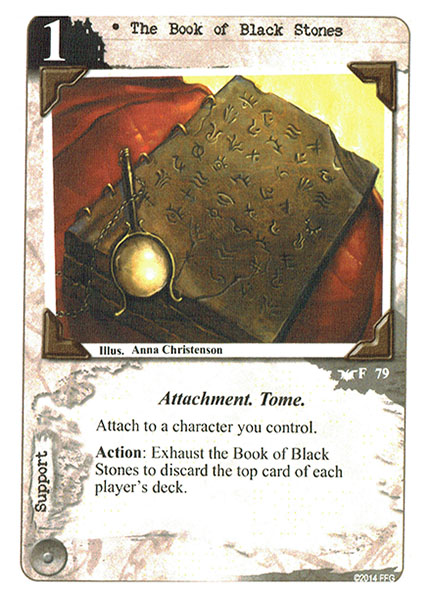 1
• The Book of Black Stones
Illus. Anna Christenson
F 79
Attachment. Tome.
Attach to a character you control.
Action: Exhaust the Book of Black
Stones to discard the top card of each
player's deck.
Support
©2014 FFG